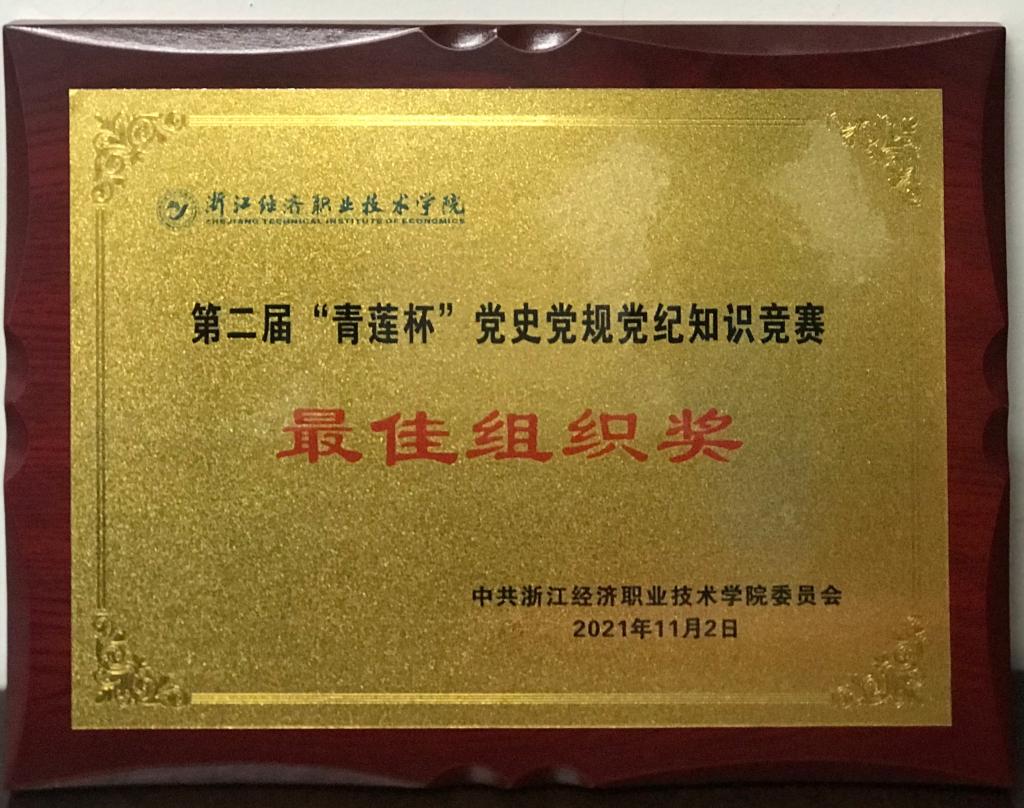 浙江经济职业技术学院
ZHEJIANG TECHNICAL INSTITUTE OF ECONOMICS
第二届“青莲杯”党史党规党纪知识竞赛
最佳组织奖
中共浙江经济职业技术学院委员会
2021年11月2日